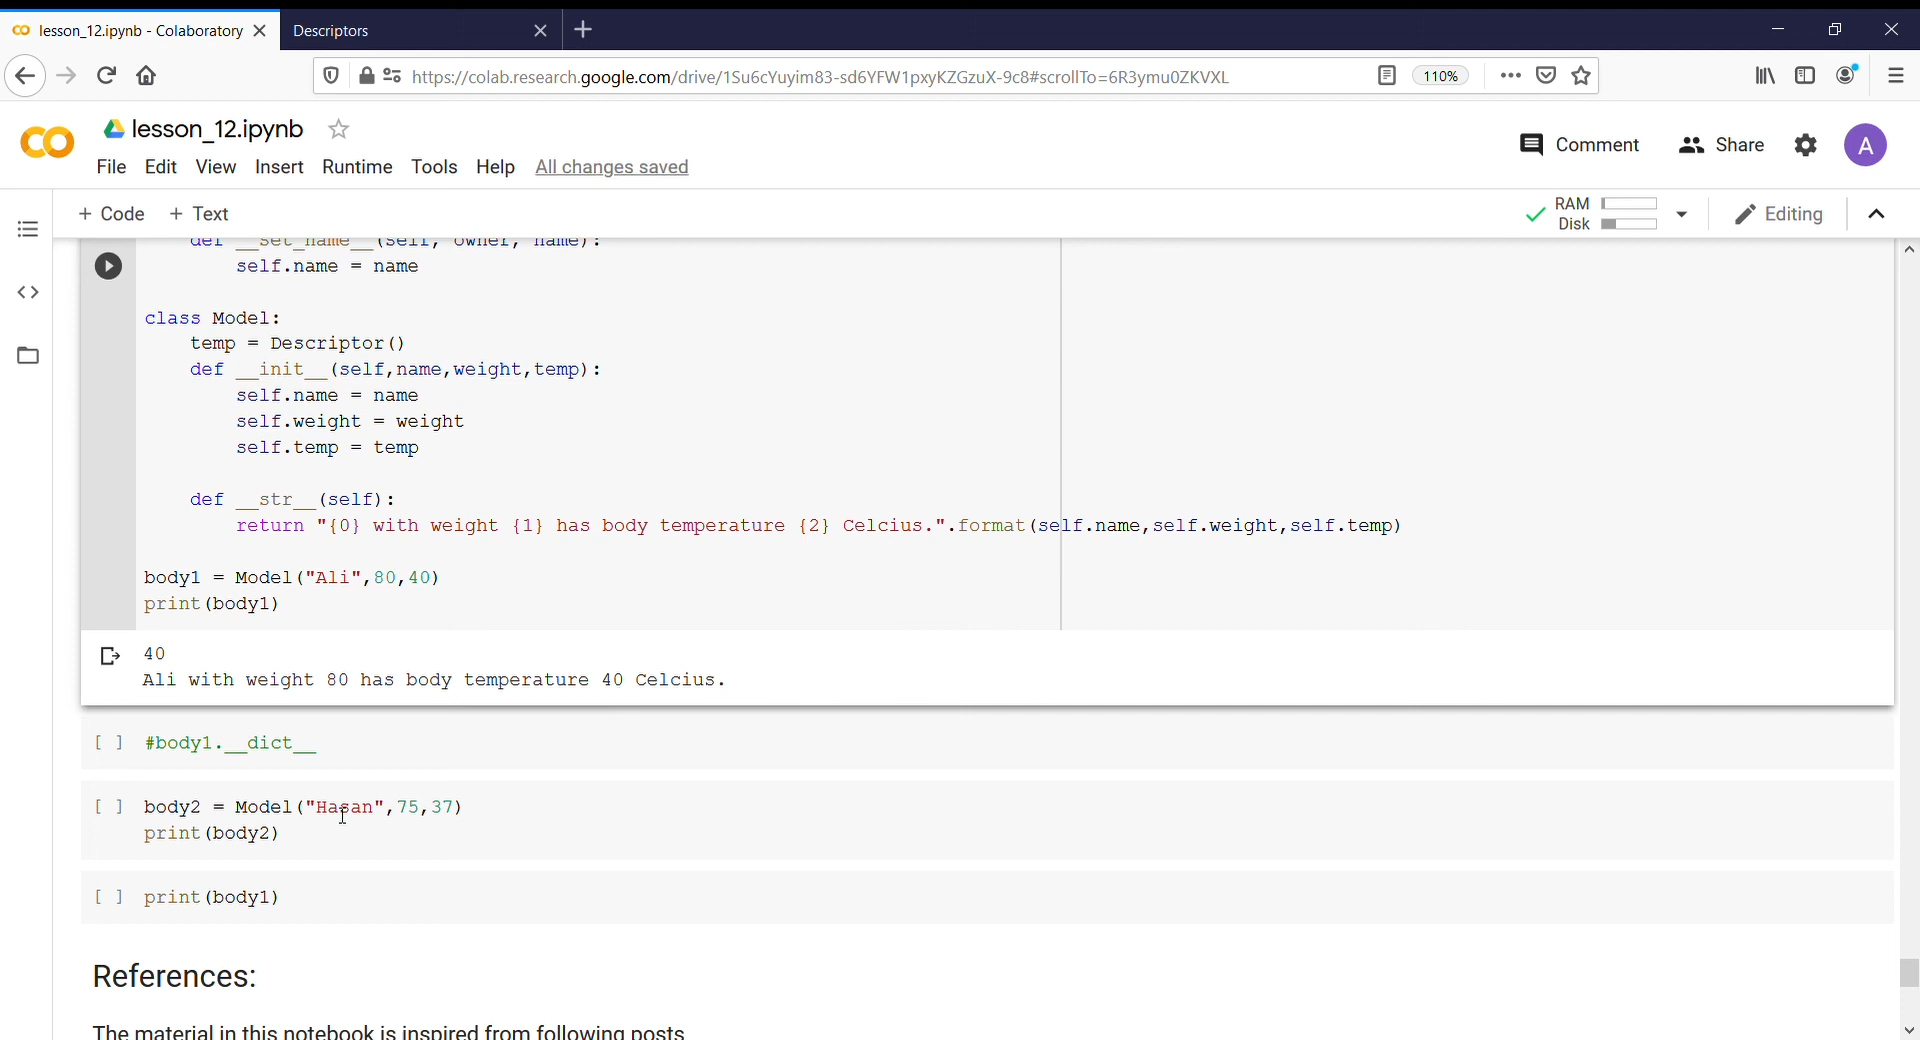 lesson_12.ipynb - Colaboratory
Descriptors
https://colab.research.google.com/drive/1Su6cYuyim83-sd6YFW1pxyKZGzuX-9c8#scrollTo=6R3ymu0ZKVXL
110%
lesson_12.ipynb
File Edit View Insert Runtime Tools Help All changes saved
Comment
Share
A
+ Code + Text
RAM
Disk
Editing
def __set_name__(self, owner, name):
self.name = name
class Model:
temp = Descriptor()
def __init__(self,name,weight,temp):
self.name = name
self.weight = weight
self.temp = temp
def __str__(self):
return "{0} with weight {1} has body temperature {2} Celcius.".format(self.name,self.weight,self.temp)
body1 = Model("Ali",80,40)
print(body1)
40
Ali with weight 80 has body temperature 40 Celcius.
[ ] #body1.__dict__
[ ] body2 = Model("Hasan",75,37)
print(body2)
[ ] print(body1)
References:
The material in this notebook is inspired from following posts